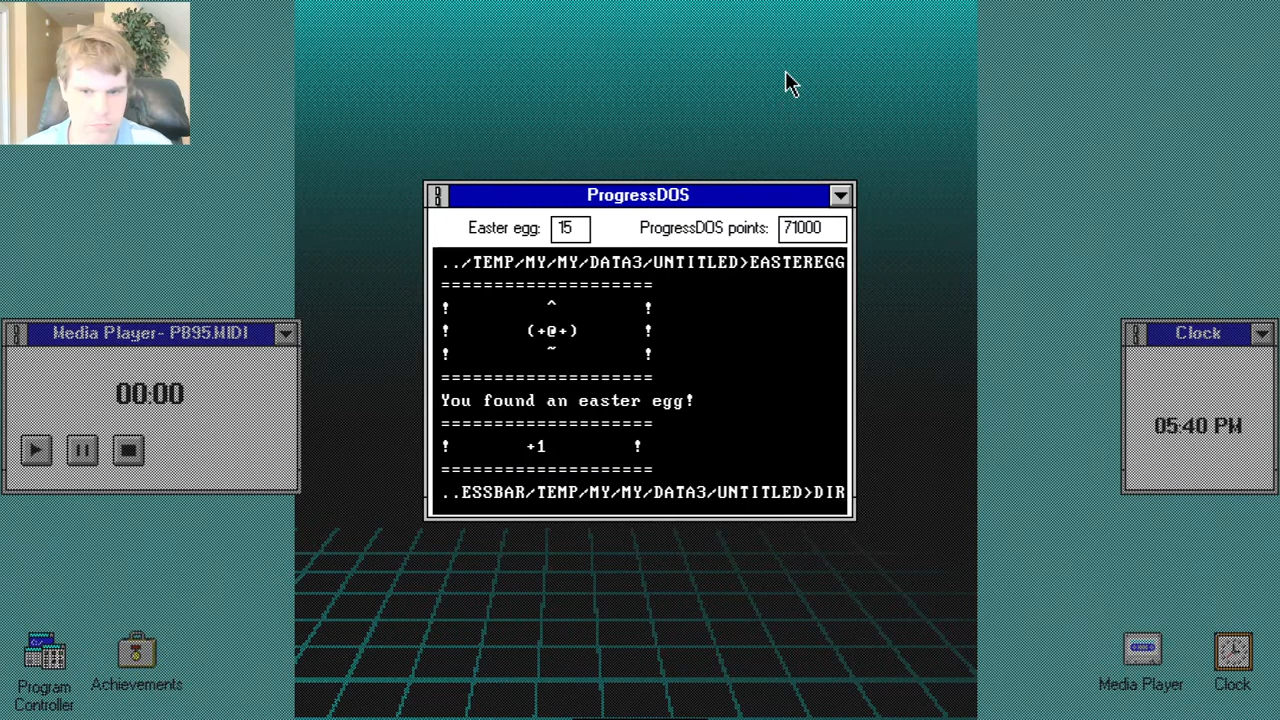 ProgressDOS
Easter egg: 15 ProgressDOS points: 71000
../TEMP/MY/MY/DATA3/UNTITLED>EASTEREGG
====================
! ^ !
! (+@+) !
! ~ !
====================
You found an easter egg!
====================
! +1 !
====================
..ESSBAR/TEMP/MY/MY/DATA3/UNTITLED>DIR
Media Player- PB95.MIDI
00:00
Clock
05:40 PM
Program
Controller
Achievements
Media Player
Clock